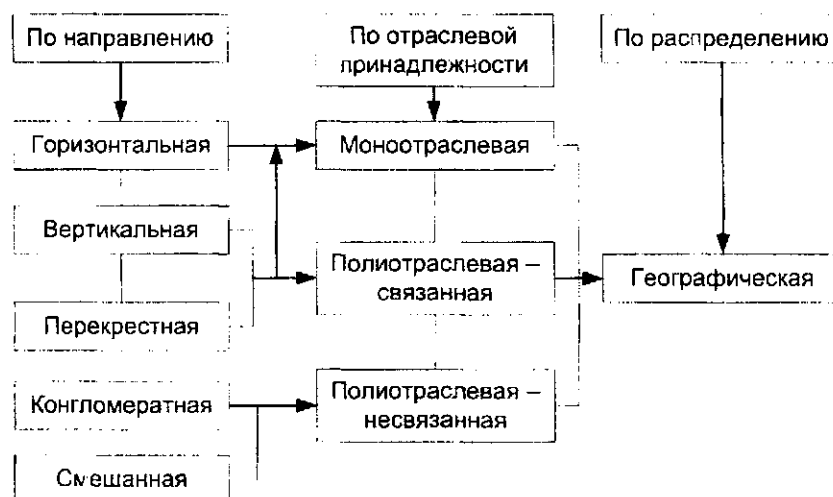 По направлению
По отраслевой
принадлежности
По распределению
Горизонтальная
Моноотраслевая
Вертикальная
Полиотраслевая –
связанная
Географическая
Перекрестная
Конгломератная
Полиотраслевая –
несвязанная
Смешанная